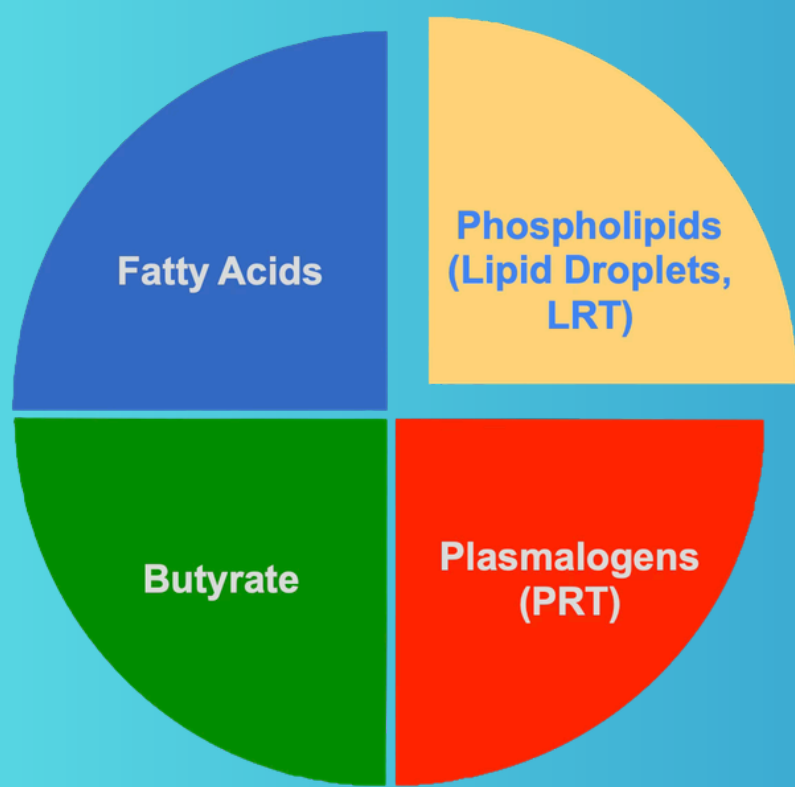 Fatty Acids
Phospholipids
(Lipid Droplets,
LRT)
Butyrate
Plasmalogens
(PRT)